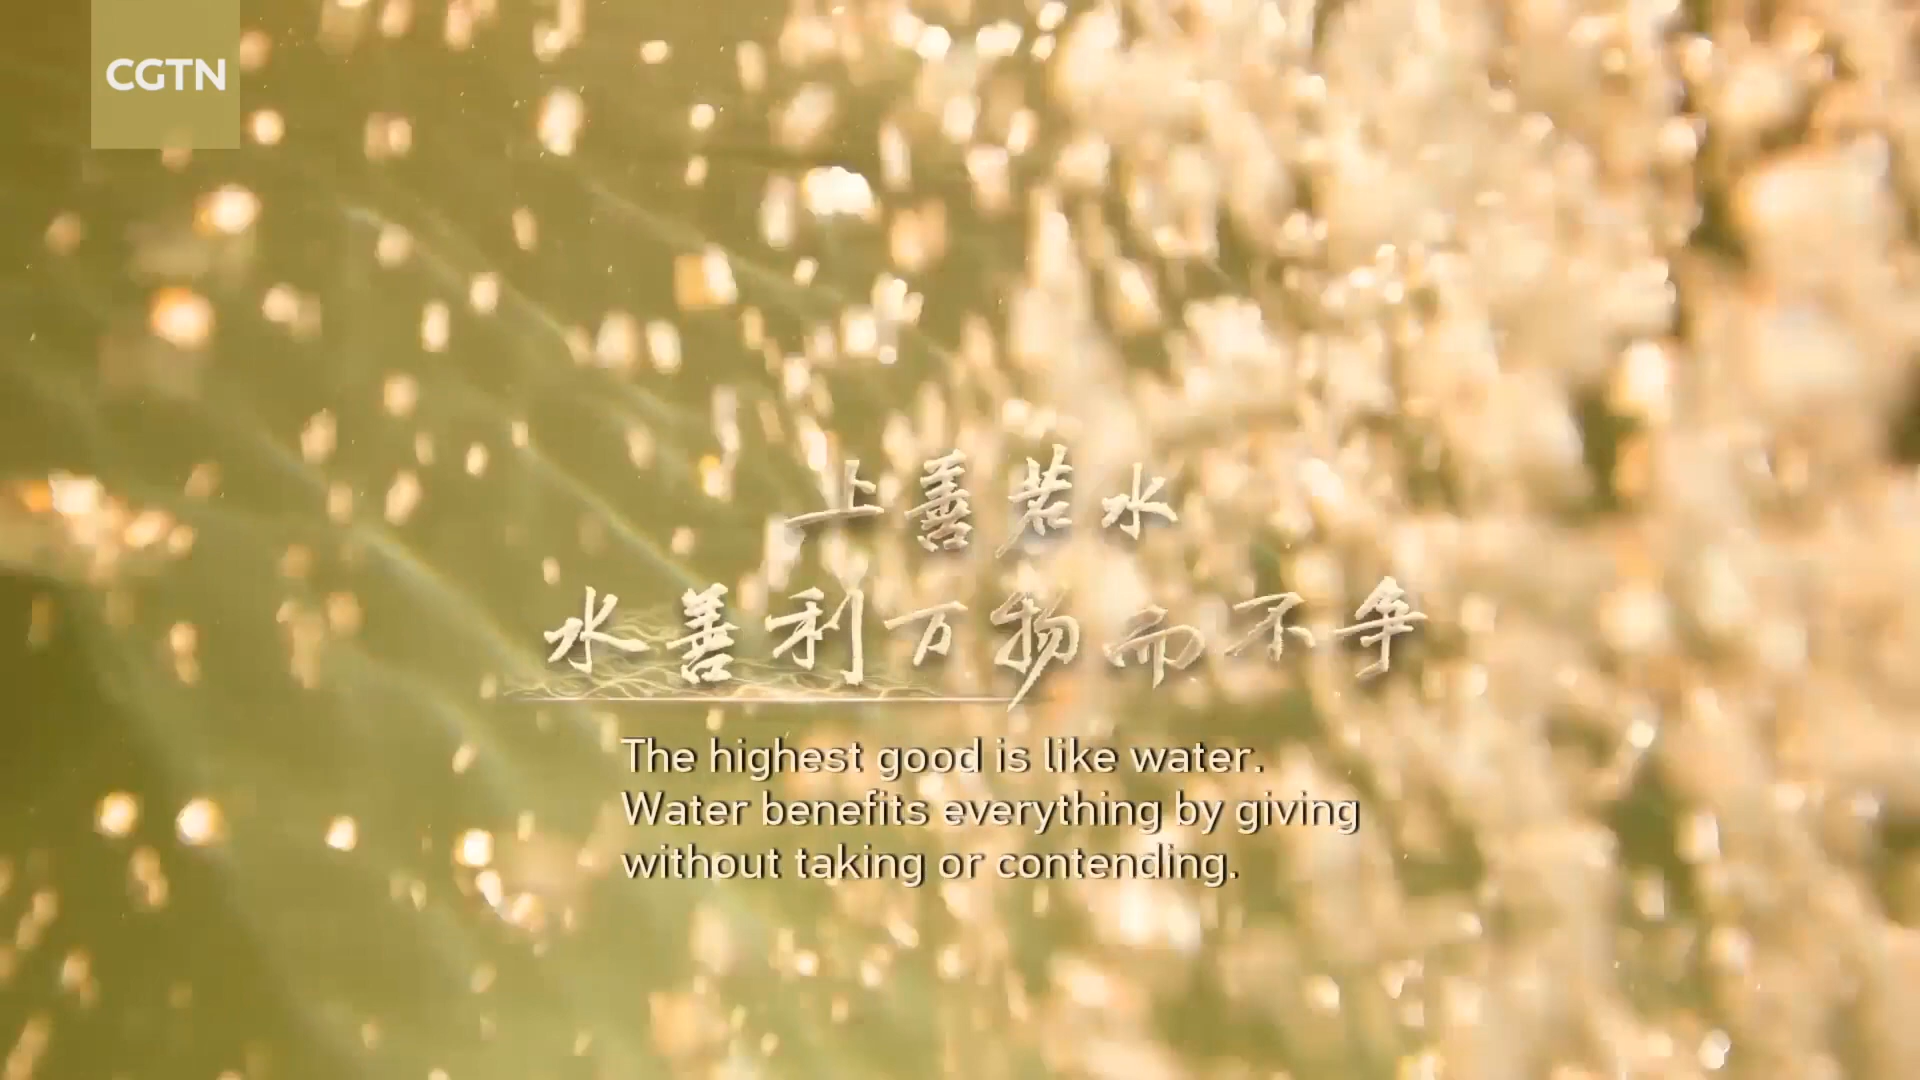 CGTN
上善若水
水善利万物而不争
The highest good is like water.
Water benefits everything by giving
without taking or contending.